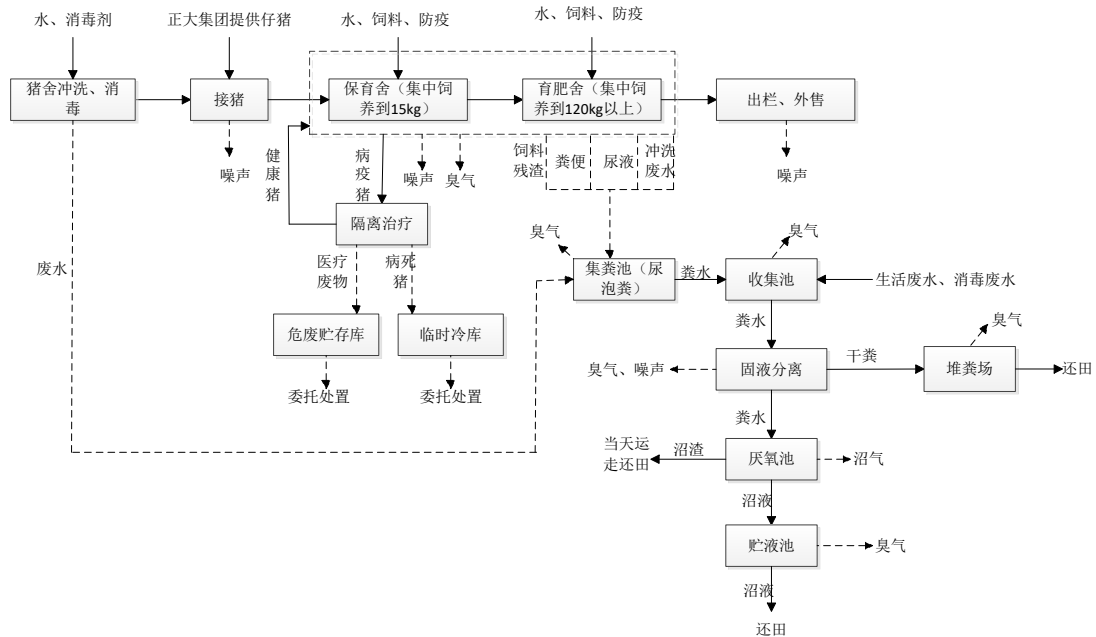 水、消毒剂
正大集团提供仔猪
水、饲料、防疫
水、饲料、防疫
猪舍冲洗、消
毒
接猪
保育舍（集中饲
养到15kg）
育肥舍（集中饲
养到120kg以上）
出栏、外售
噪声
健康猪
病疫猪
噪声
臭气
饲料
残渣
粪便
尿液
冲洗
废水
噪声
隔离治疗
臭气
臭气
废水
医疗
废物
病死
猪
集粪池（尿
泡粪）
粪水
收集池
生活废水、消毒废水
危废贮存库
临时冷库
粪水
臭气
委托处置
委托处置
臭气、噪声
固液分离
干粪
堆粪场
还田
粪水
当天运
走还田
沼渣
厌氧池
沼气
沼液
贮液池
臭气
沼液
还田